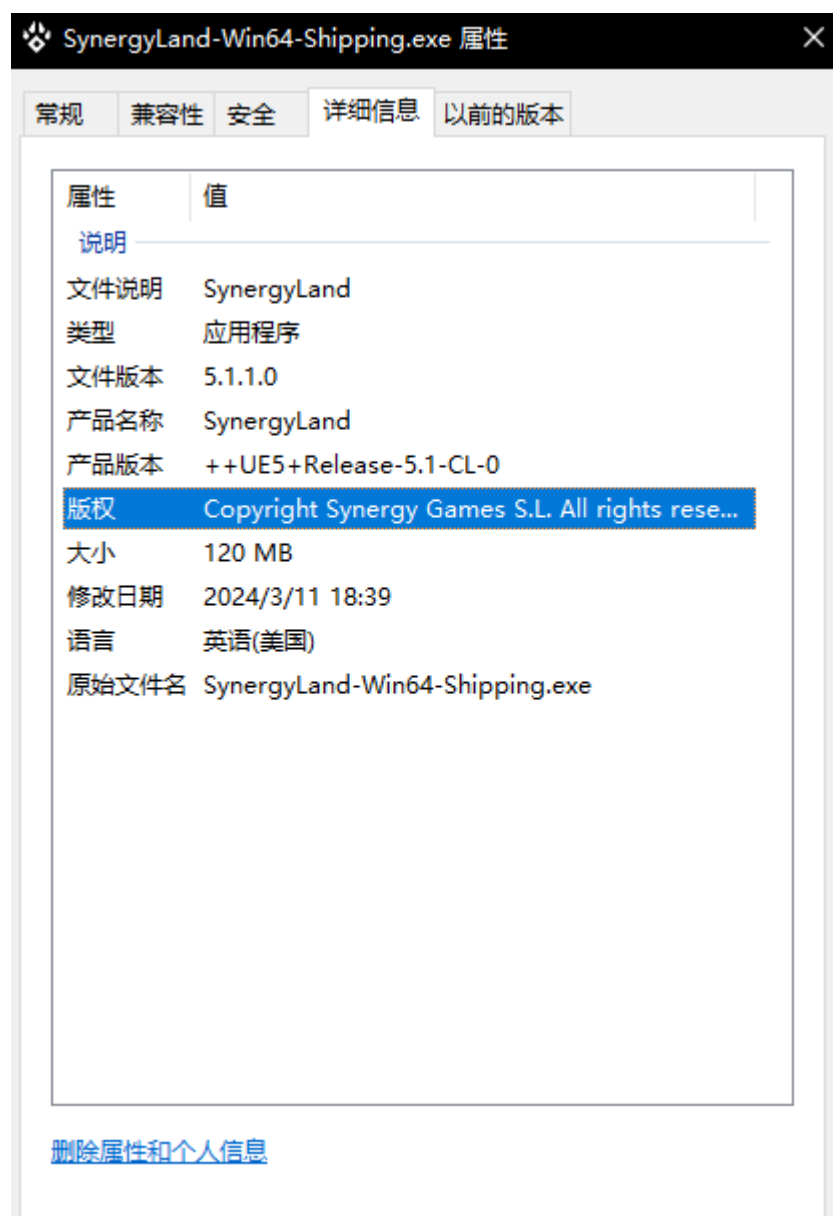 SynergyLand-Win64-Shipping.exe 属性
常规 兼容性 安全 详细信息 以前的版本
属性 值
说明
文件说明 SynergyLand
类型 应用程序
文件版本 5.1.1.0
产品名称 SynergyLand
产品版本 ++UE5+Release-5.1-CL-0
版权 Copyright Synergy Games S.L. All rights rese...
大小 120 MB
修改日期 2024/3/11 18:39
语言 英语(美国)
原始文件名 SynergyLand-Win64-Shipping.exe
删除属性和个人信息